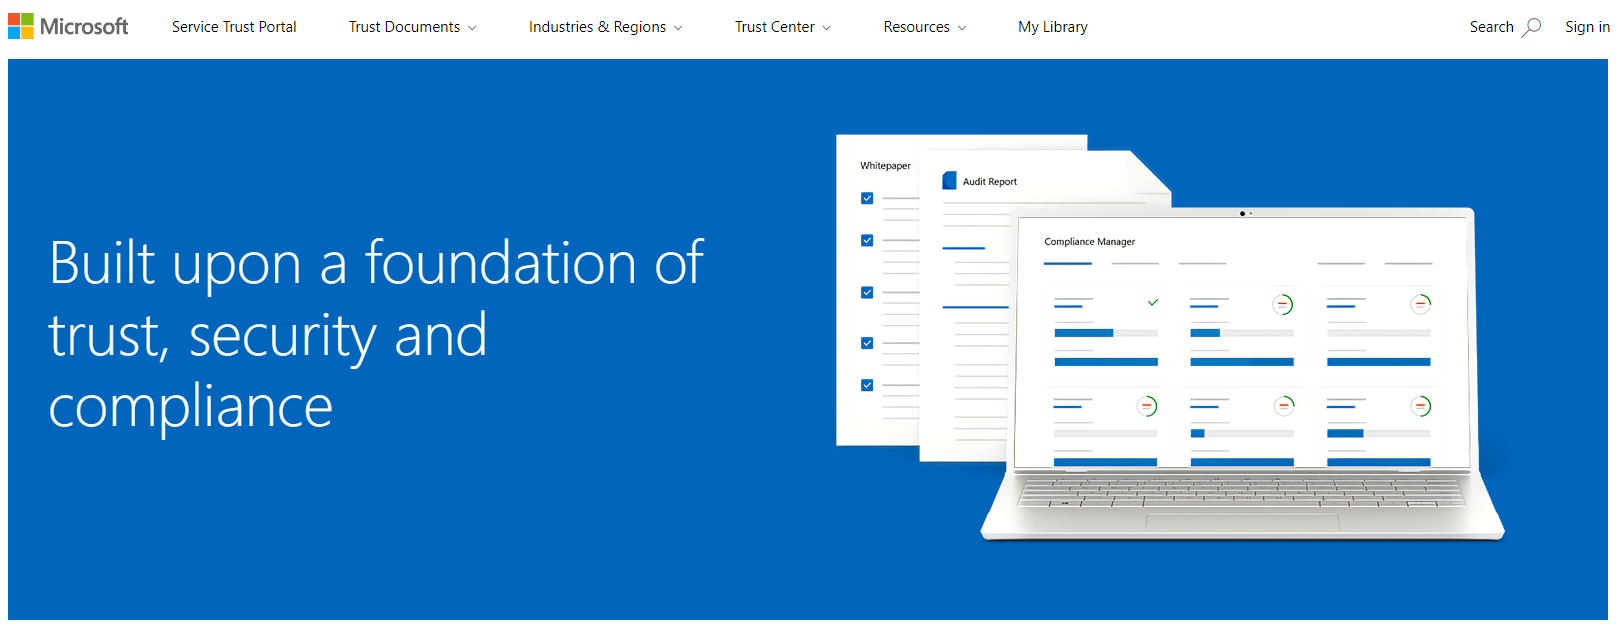 Microsoft Service Trust Portal Trust Documents Industries & Regions Trust Center Resources My Library Search Sign in
Built upon a foundation of
trust, security and
compliance
Whitepaper
Audit Report
Compliance Manager